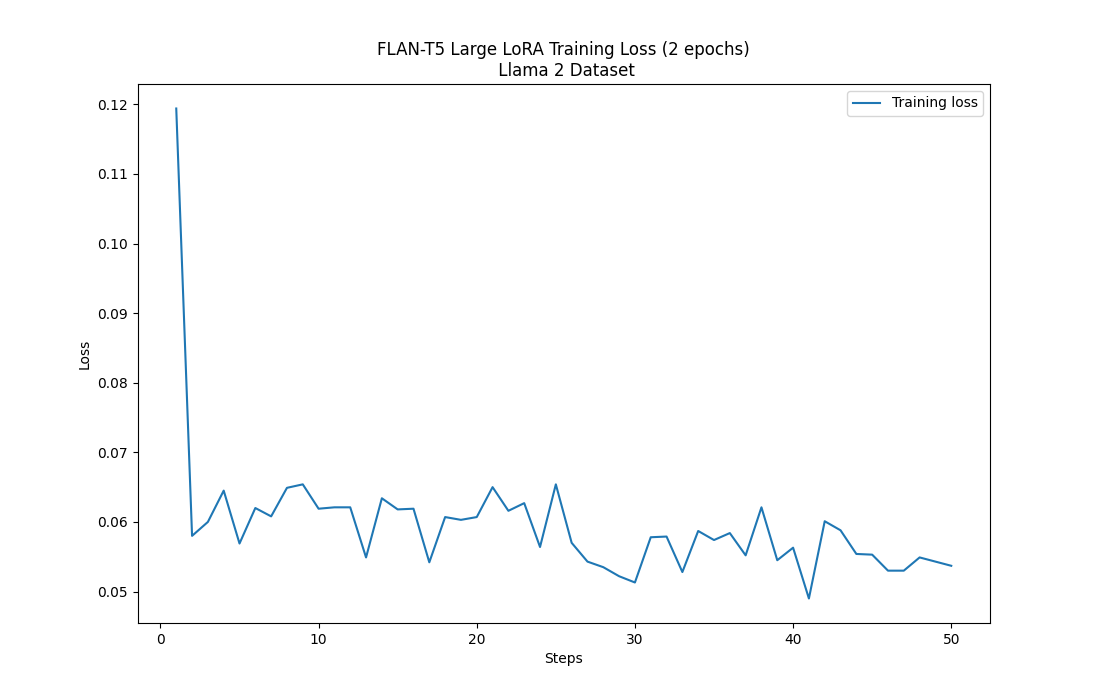 FLAN-T5 Large LoRA Training Loss (2 epochs)
Llama 2 Dataset
Training loss
0.12
0.11
0.10
0.09
0.08
0.07
0.06
0.05
Loss
0 10 20 30 40 50
Steps